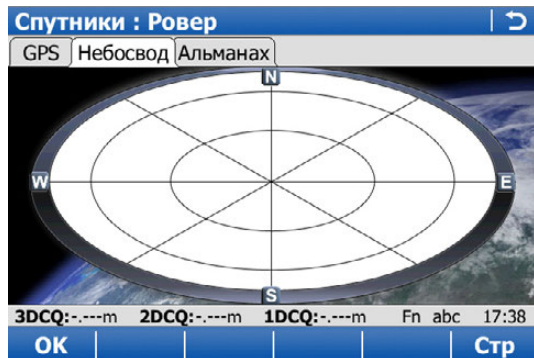 Спутники : Ровер
GPS Небосвод Альманах
N
W E
S
3DCQ:-.---m 2DCQ:-.---m 1DCQ:-.---m Fn abc 17:38
OK Стр